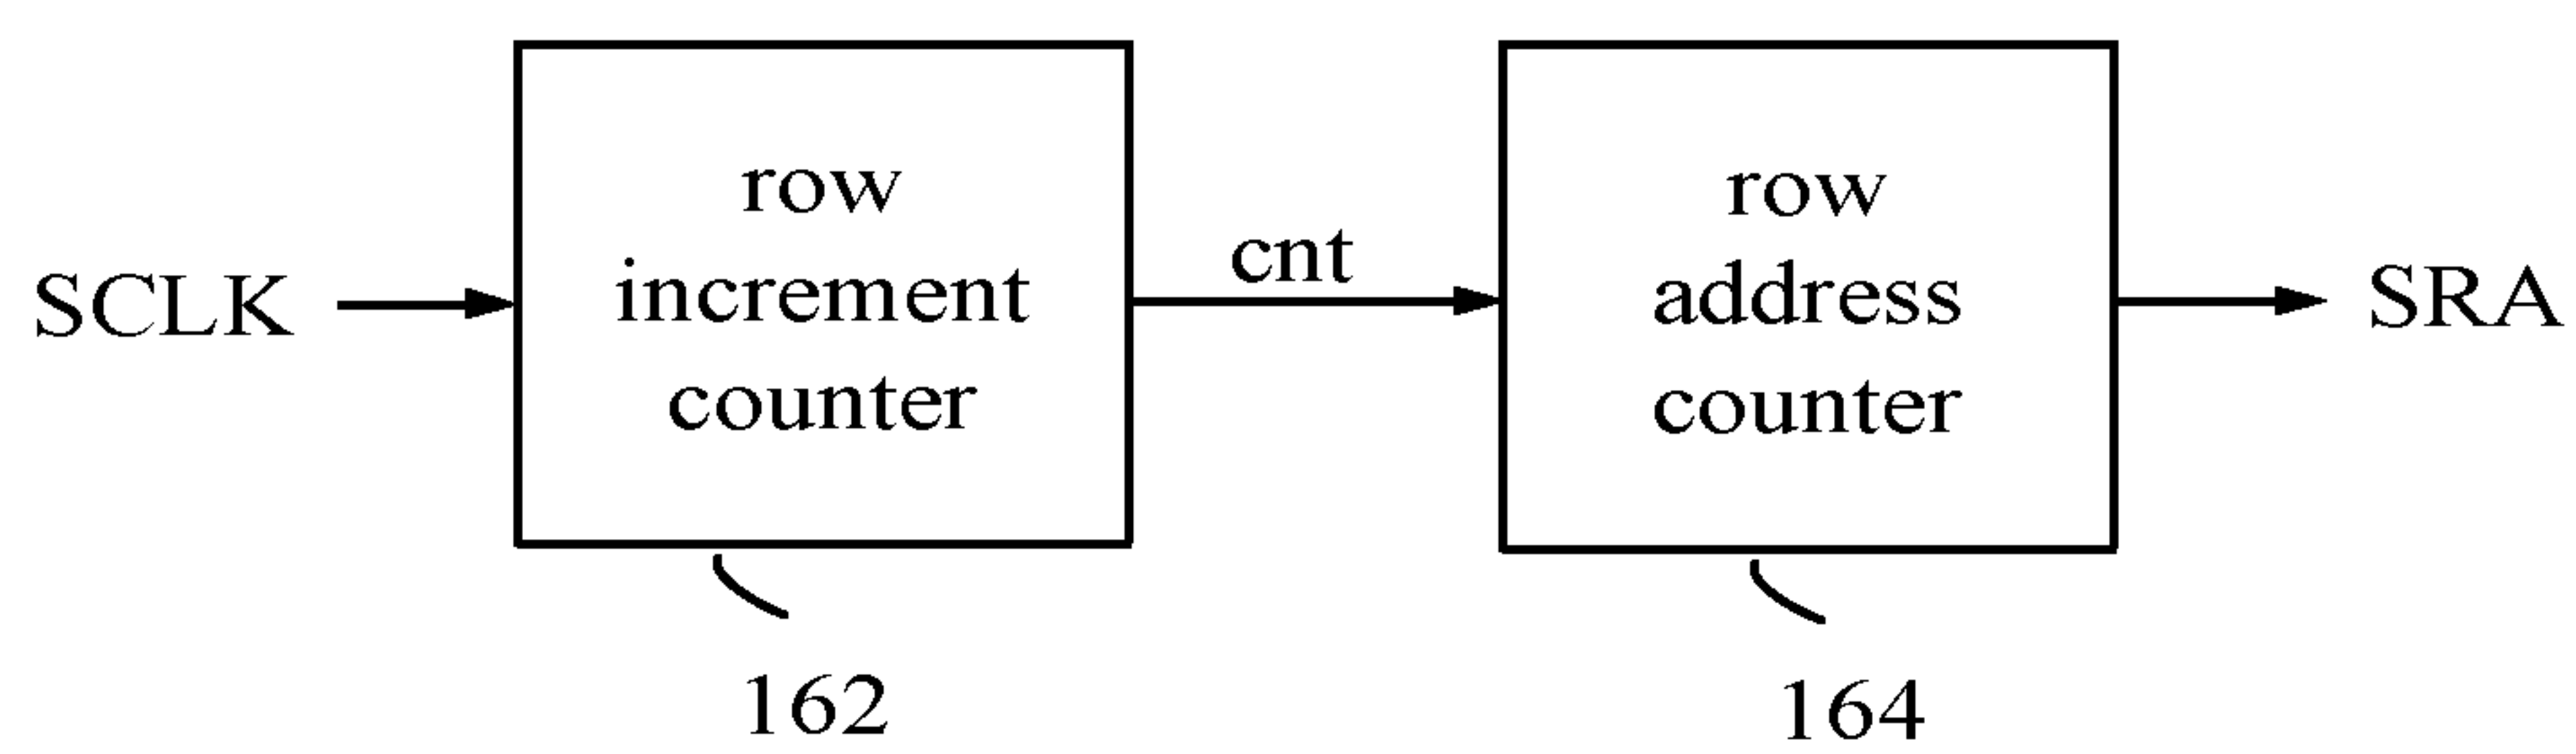 SCLK
row
increment
counter
cnt
row
address
counter
SRA
162
164